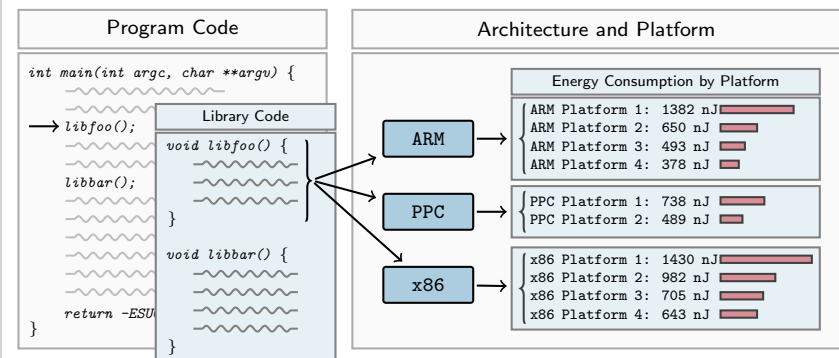 Program Code
int main(int argc, char **argv) {
libfoo();
libbar();
return
}
Library Code
void libfoo() {
}
void libbar() {
}
Architecture and Platform
ARM
PPC
x86
Energy Consumption by Platform
ARM Platform 1: 1382 nJ
ARM Platform 2: 650 nJ
ARM Platform 3: 493 nJ
ARM Platform 4: 378 nJ
PPC Platform 1: 738 nJ
PPC Platform 2: 489 nJ
x86 Platform 1: 1430 nJ
x86 Platform 2: 982 nJ
x86 Platform 3: 705 nJ
x86 Platform 4: 643 nJ